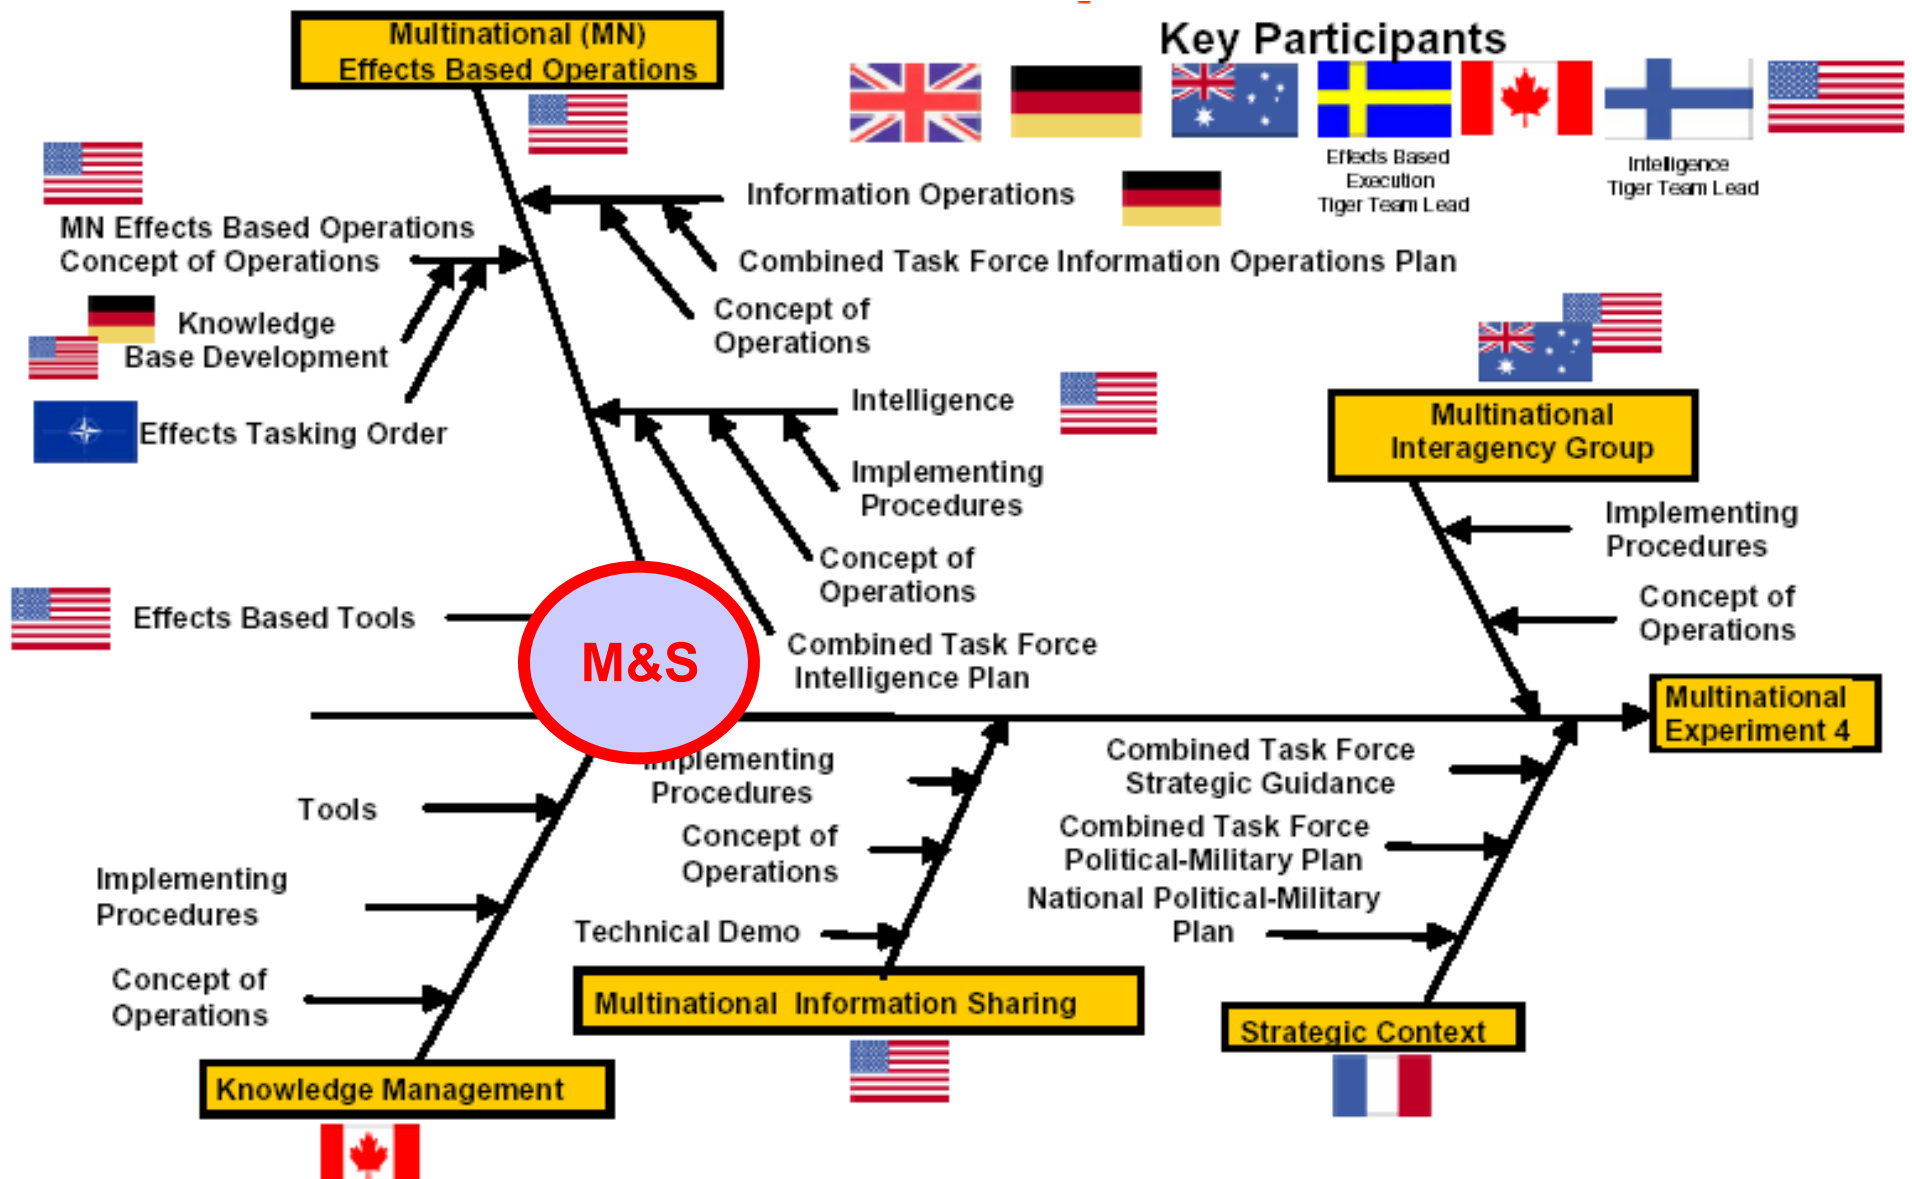 Multinational (MN)
Effects Based Operations
Key Participants
Effects Based
Execution
Tiger Team Lead
Intelligence
Tiger Team Lead
MN Effects Based Operations
Concept of Operations
Knowledge
Base Development
Effects Tasking Order
Information Operations
Combined Task Force Information Operations Plan
Concept of
Operations
Intelligence
Implementing
Procedures
Concept of
Operations
Combined Task Force
Intelligence Plan
Effects Based Tools
M&S
Multinational
Interagency Group
Implementing
Procedures
Concept of
Operations
Multinational
Experiment 4
Tools
Implementing
Procedures
Concept of
Operations
Knowledge Management
Implementing
Procedures
Concept of
Operations
Technical Demo
Multinational Information Sharing
Combined Task Force
Strategic Guidance
Combined Task Force
Political-Military Plan
National Political-Military
Plan
Strategic Context